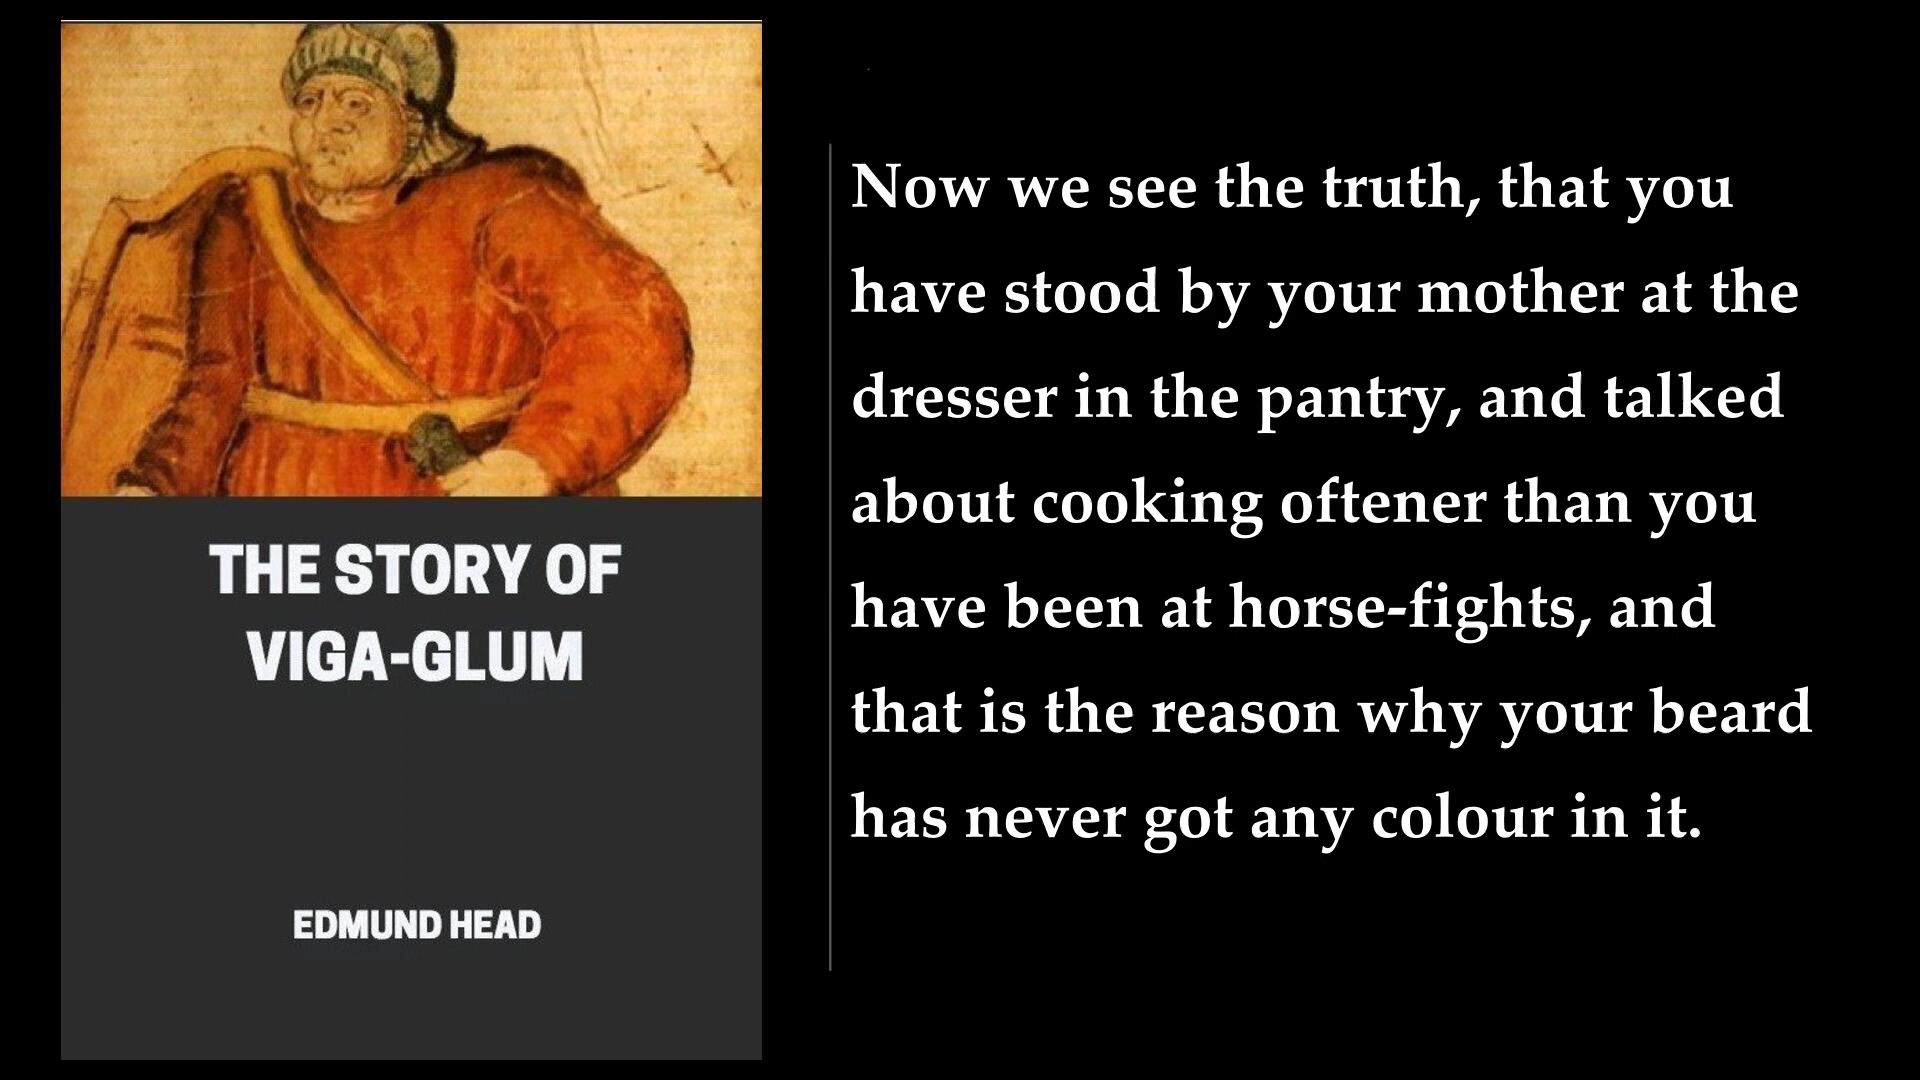 THE STORY OF
VIGA-GLUM
EDMUND HEAD
Now we see the truth, that you
have stood by your mother at the
dresser in the pantry, and talked
about cooking oftener than you
have been at horse-fights, and
that is the reason why your beard
has never got any colour in it.